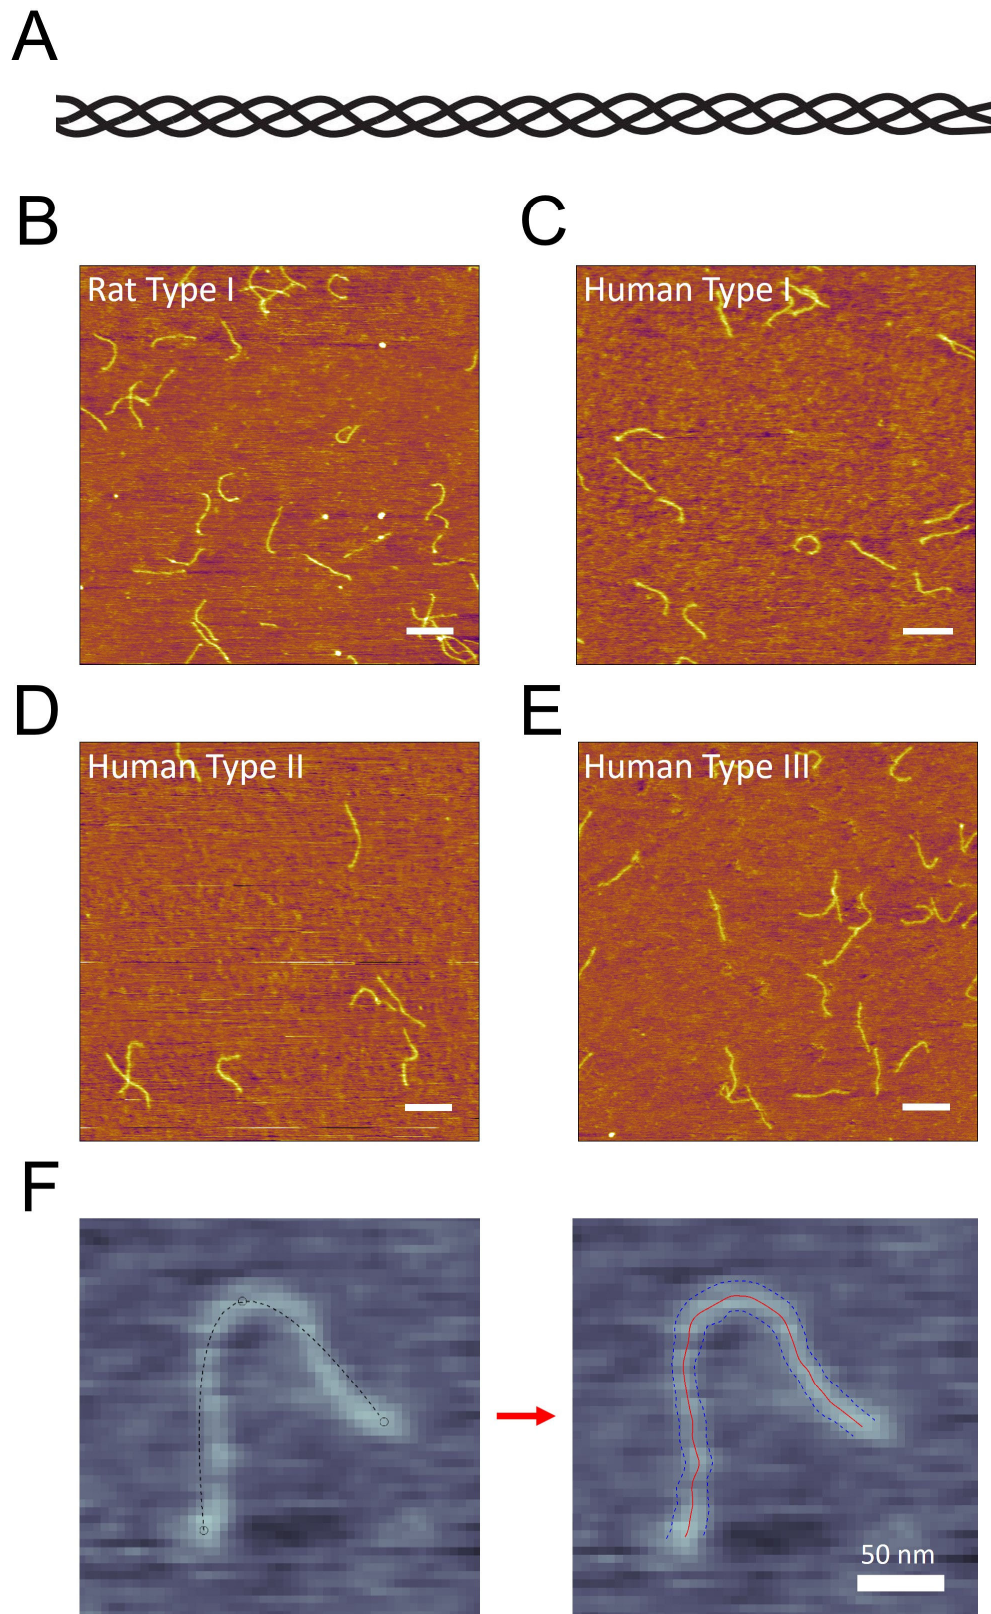 A
B
C
Rat Type I
Human Type I
D
E
Human Type II
Human Type III
F
50 nm